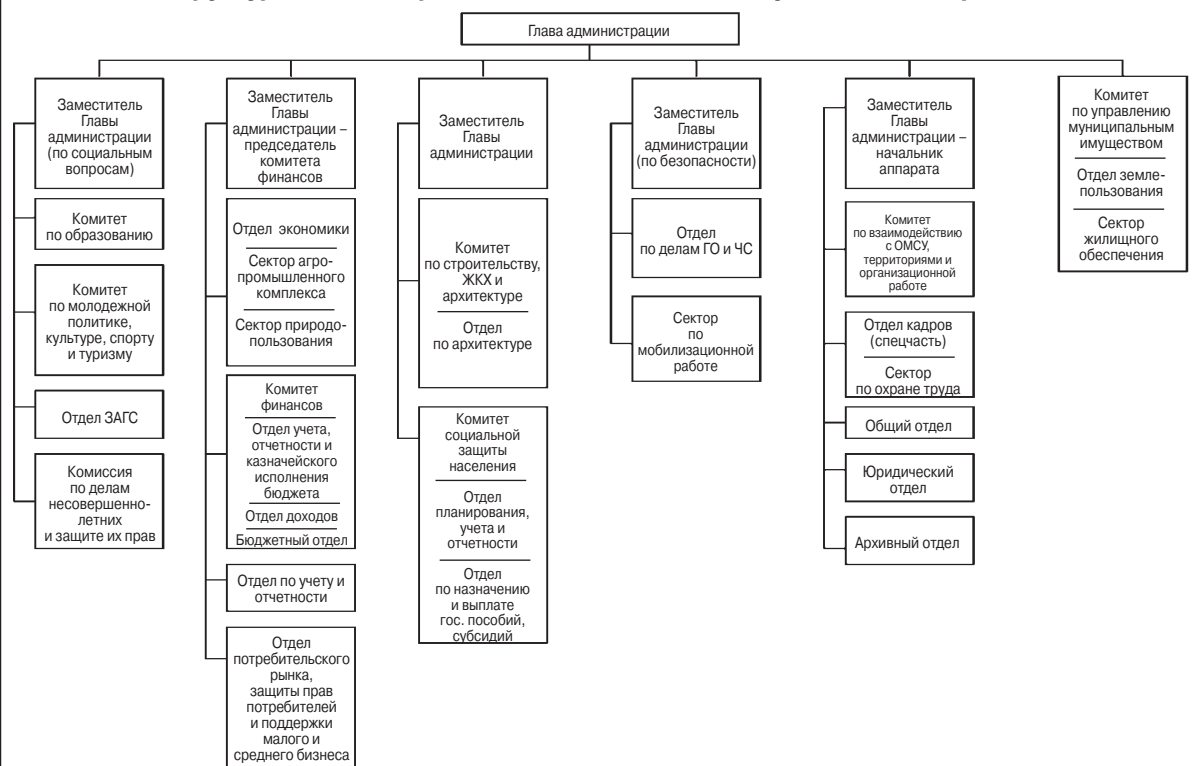 Глава администрации
Заместитель
Главы
администрации
(по социальным
вопросам)
Комитет
по образованию
Комитет
по молодежной
политике,
культуре, спорту
и туризму
Отдел ЗАГС
Комиссия
по делам
несовершенно-
летних
и защите их прав
Заместитель
Главы
администрации –
председатель
комитета
финансов
Отдел экономики
Сектор агро-
промышленного
комплекса
Сектор природо-
пользования
Комитет
финансов
Отдел учета,
отчетности и
казначейского
исполнения
бюджета
Отдел доходов
Бюджетный отдел
Отдел по учету и
отчетности
Отдел
потребительского
рынка,
защиты прав
потребителей
и поддержки
малого и
среднего бизнеса
Заместитель
Главы
администрации
Комитет
по строительству,
ЖКХ и
архитектуре
Отдел
по архитектуре
Комитет
социальной
защиты
населения
Отдел
планирования,
учета и
отчетности
Отдел
по назначению
и выплате
гос. пособий,
субсидий
Заместитель
Главы
администрации
(по безопасности)
Отдел
по делам ГО и ЧС
Сектор
по
мобилизационной
работе
Заместитель
Главы
администрации –
начальник
аппарата
Комитет
по взаимодействию
с ОМСУ,
территориями и
организационной
работе
Отдел кадров
(спецчасть)
Сектор
по охране труда
Общий отдел
Юридический
отдел
Архивный отдел
Комитет
по управлению
муниципальным
имуществом
Отдел земле-
пользования
Сектор
жилищного
обеспечения